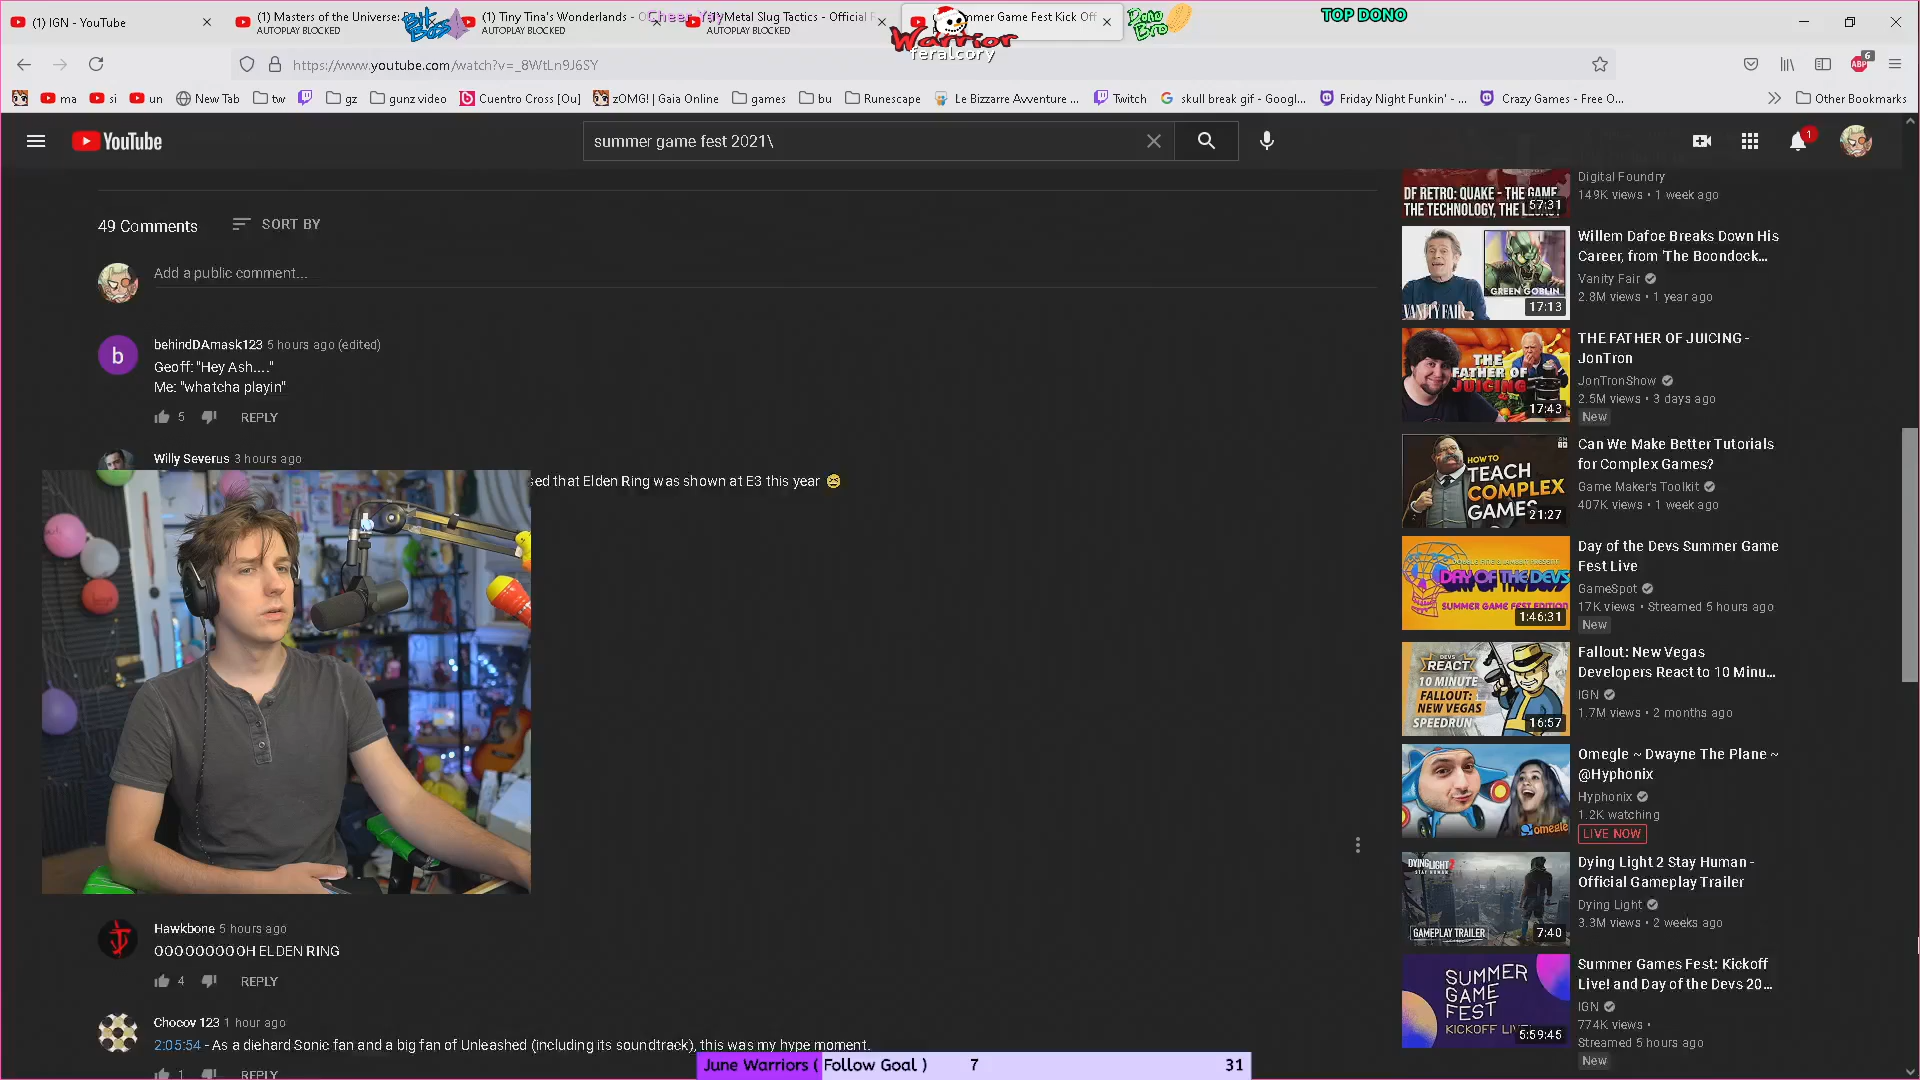 (1) IGN - YouTube
(1) Masters of the Universe:
AUTOPLAY BLOCKED
(1) Tiny Tina's Wonderlands - O
AUTOPLAY BLOCKED
Metal Slug Tactics - Official F
AUTOPLAY BLOCKED
ummer Game Fest Kick Off
Warrior
feralcory
TOP DONO
https://www.youtube.com/watch?v=_8WtLn9J6SY
6
ABP
ma
si
un
New Tab
tw
gz
gunz video
Cuentro Cross [Ou]
zOMG! | Gaia Online
games
bu
Runescape
Le Bizzarre Avventure ...
Twitch
skull break gif - Googl...
Friday Night Funkin' - ...
Crazy Games - Free O...
Other Bookmarks
YouTube
summer game fest 2021\
1
49 Comments
SORT BY
Add a public comment...
b
behindDAmask123 5 hours ago (edited)
Geoff: "Hey Ash...."
Me: "whatcha playin"
5
REPLY
Willy Severus 3 hours ago
sed that Elden Ring was shown at E3 this year 😆
Hawkbone 5 hours ago
OOOOOOOOOH ELDEN RING
4
REPLY
Chocov 123 1 hour ago
2:05:54 - As a diehard Sonic fan and a big fan of Unleashed (including its soundtrack), this was my hype moment.
1
REPLY
June Warriors ( Follow Goal )
7
31
DF RETRO: QUAKE - THE GAME,
THE TECHNOLOGY, THE
57:31
Digital Foundry
149K views • 1 week ago
GREEN GOBLIN
VANITY FAIR
17:13
Willem Dafoe Breaks Down His
Career, from 'The Boondock...
Vanity Fair
2.8M views • 1 year ago
THE
FATHER OF
JUICING
17:43
THE FATHER OF JUICING -
JonTron
JonTronShow
2.5M views • 3 days ago
New
HOW TO
TEACH
COMPLEX
GAMES
21:27
Can We Make Better Tutorials
for Complex Games?
Game Maker's Toolkit
407K views • 1 week ago
DAY OF THE DEVS
SUMMER GAME FEST EDITION
1:46:31
Day of the Devs Summer Game
Fest Live
GameSpot
17K views • Streamed 5 hours ago
New
DEVS
REACT
10 MINUTE
FALLOUT:
NEW VEGAS
SPEEDRUN
16:57
Fallout: New Vegas
Developers React to 10 Minu...
IGN
1.7M views • 2 months ago
omegle
Omegle ~ Dwayne The Plane ~
@Hyphonix
Hyphonix
1.2K watching
LIVE NOW
DYING LIGHT 2
GAMEPLAY TRAILER
7:40
Dying Light 2 Stay Human -
Official Gameplay Trailer
Dying Light
3.3M views • 2 weeks ago
SUMMER
GAME
FEST
KICKOFF LIVE!
5:59:45
Summer Games Fest: Kickoff
Live! and Day of the Devs 20...
IGN
774K views •
Streamed 5 hours ago
New